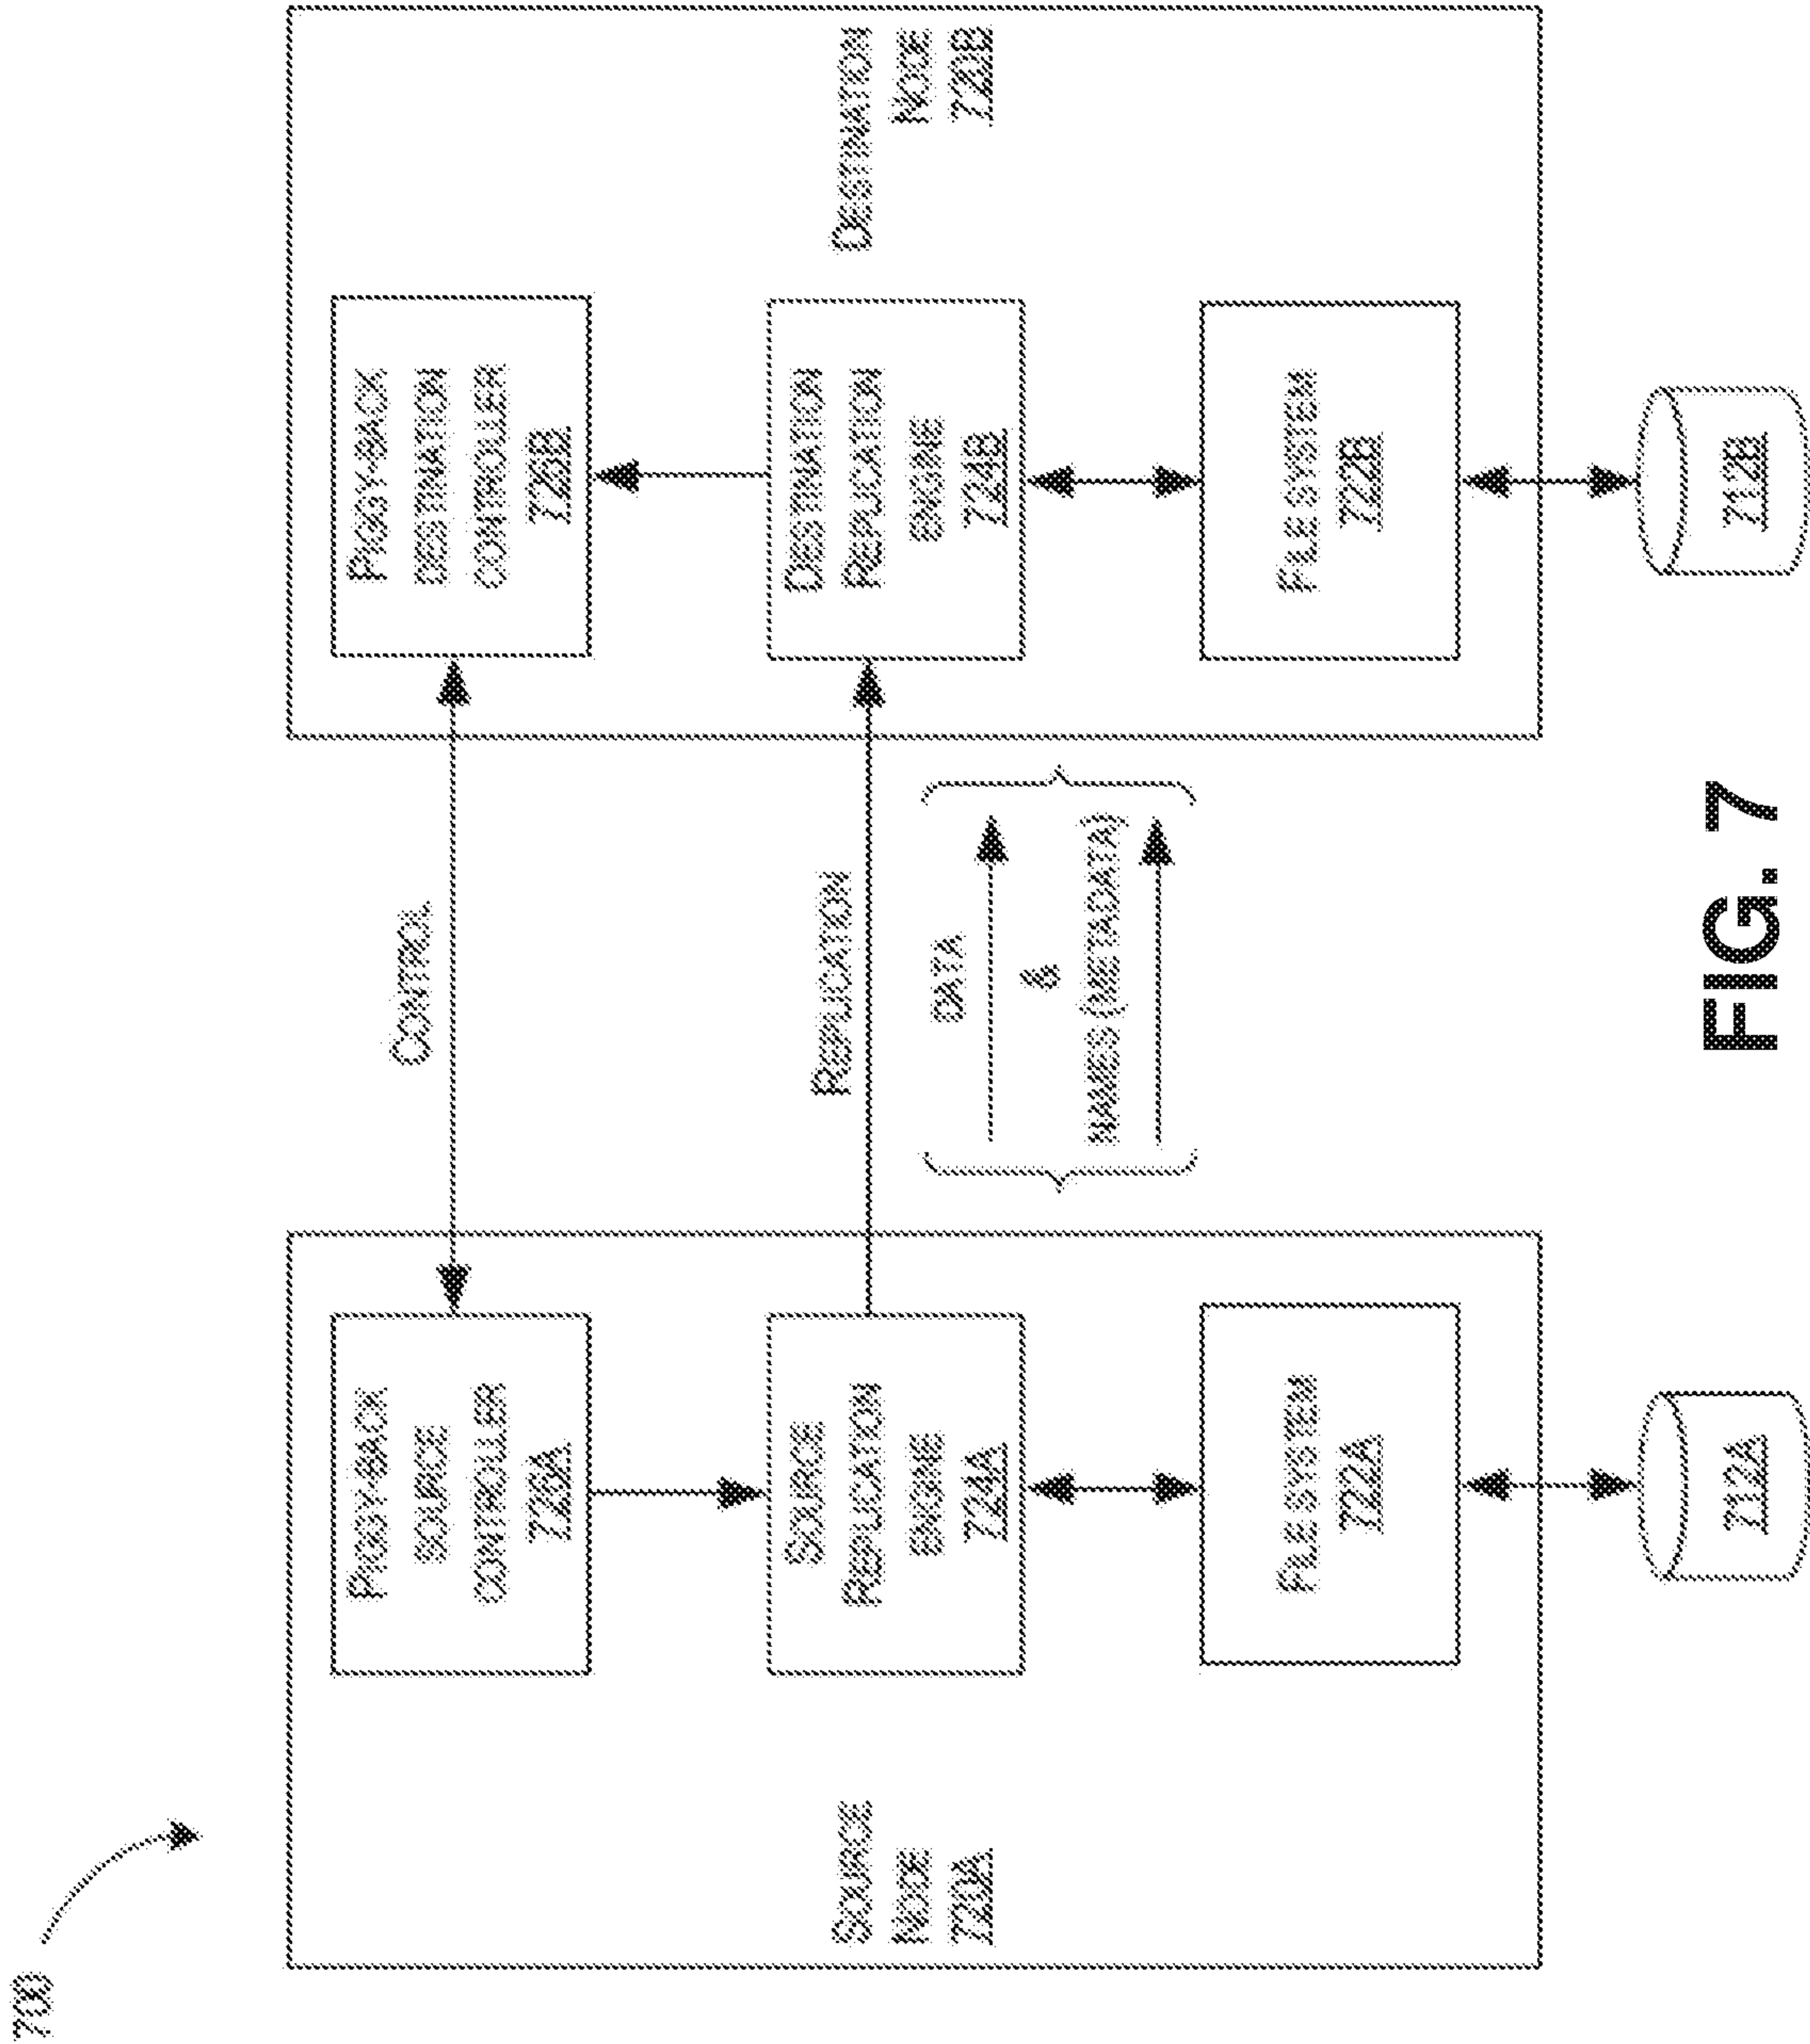 700
PIGGY-BACK
SOURCE
CONTROLLER
726A
CONTROL
PIGGY-BACK
DESTINATION
CONTROLLER
726B
SOURCE
NODE
720A
SOURCE
REPLICATION
ENGINE
724A
REPLICATION
DESTINATION
REPLICATION
ENGINE
724B
DESTINATION
NODE
720B
DATA
&
NAMES (METADATA)
FILE SYSTEM
722A
FILE SYSTEM
722B
712A
712B
FIG. 7